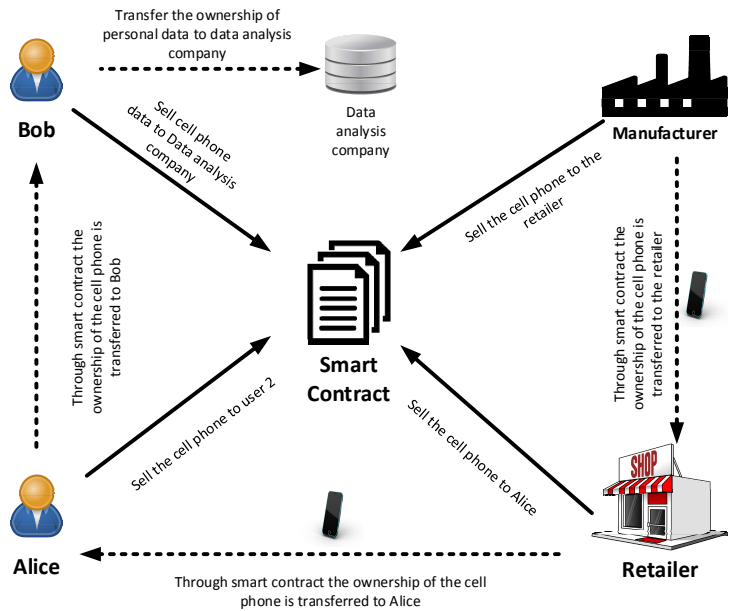 Transfer the ownership of
personal data to data analysis
company
Bob
Data
analysis
company
Manufacturer
Sell cell phone
data to Data analysis
company
Sell the cell phone to the
retailer
Through smart contract the
ownership of the cell phone is
transferred to Bob
Through smart contract the
ownership of the cell phone is
transferred to the retailer
Smart
Contract
Sell the cell phone to user 2
Sell the cell phone to Alice
SHOP
Alice
Retailer
Through smart contract the ownership of the cell
phone is transferred to Alice